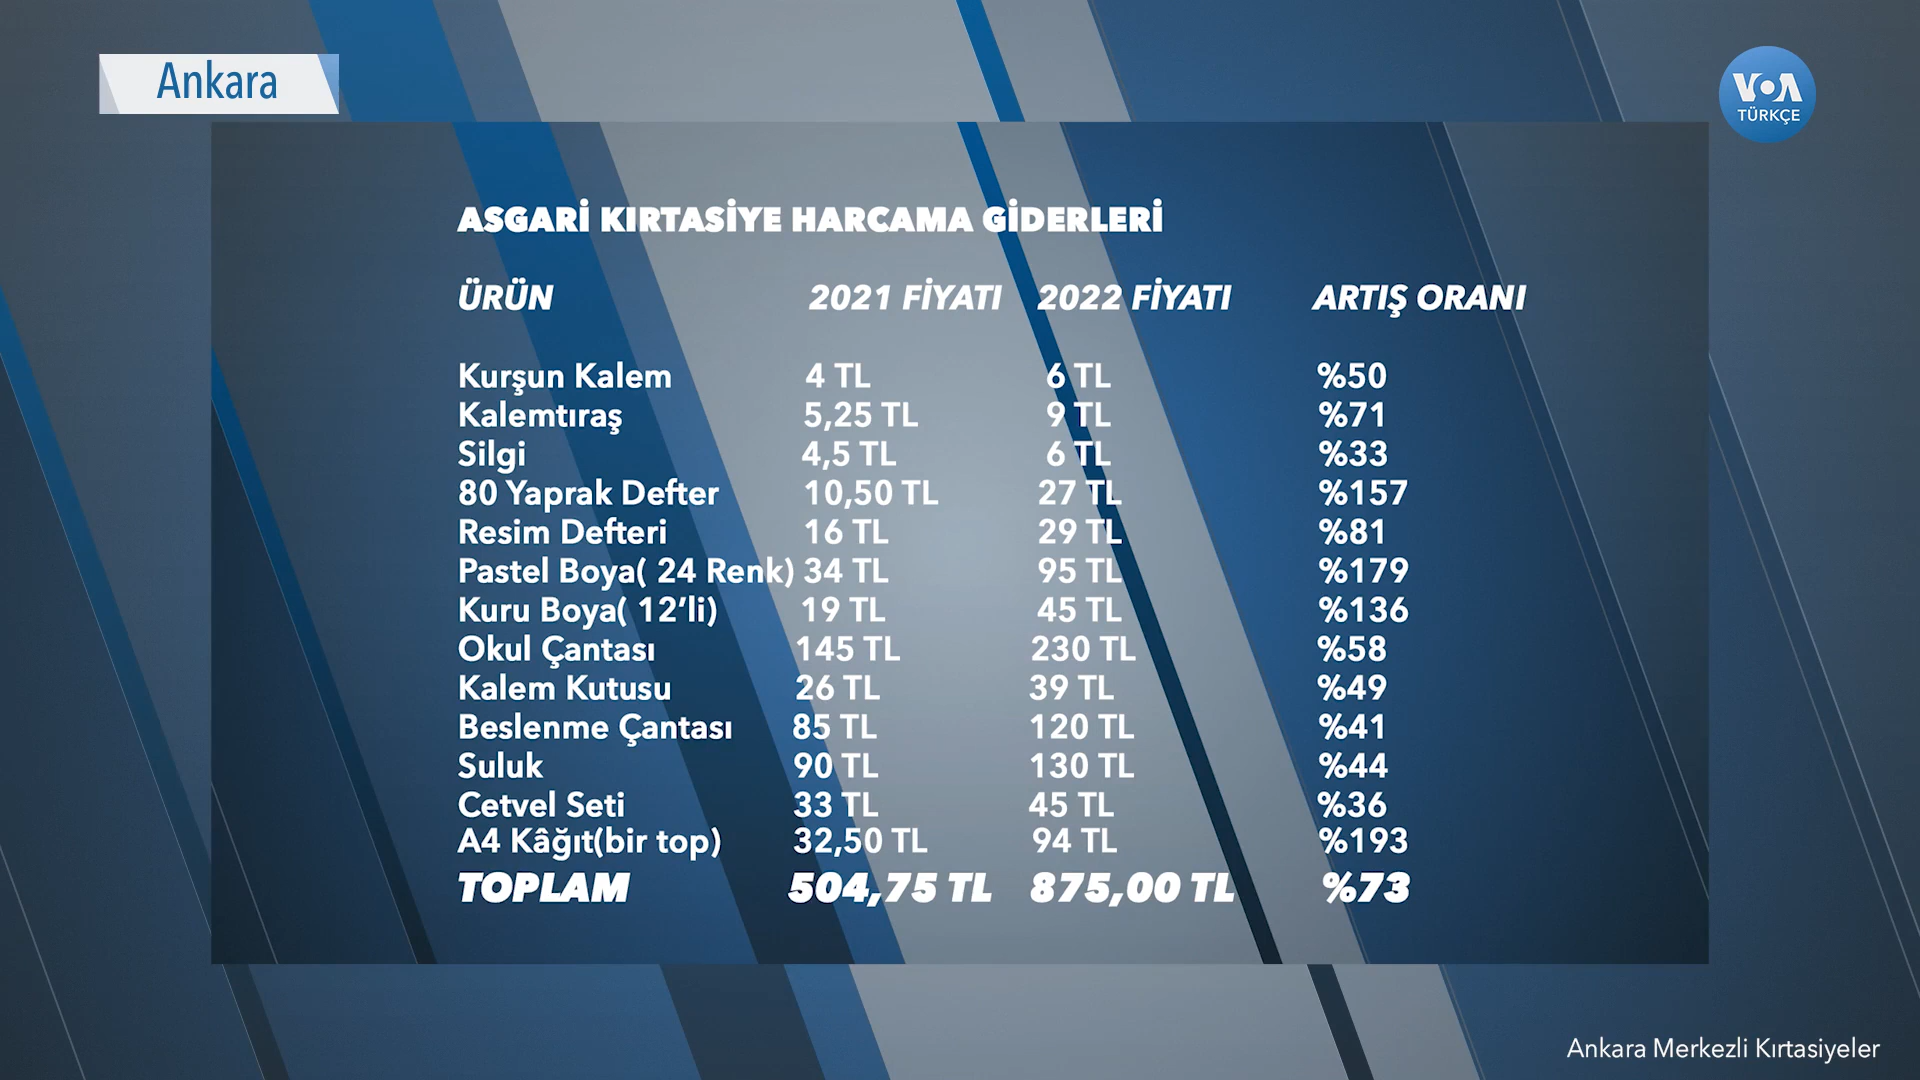 Ankara
VOA
TÜRKÇE
ASGARİ KIRTASİYE HARCAMA GİDERLERİ
ÜRÜN 2021 FİYATI 2022 FİYATI ARTIŞ ORANI
Kurşun Kalem 4 TL 6 TL %50
Kalemtıraş 5,25 TL 9 TL %71
Silgi 4,5 TL 6 TL %33
80 Yaprak Defter 10,50 TL 27 TL %157
Resim Defteri 16 TL 29 TL %81
Pastel Boya( 24 Renk) 34 TL 95 TL %179
Kuru Boya( 12’li) 19 TL 45 TL %136
Okul Çantası 145 TL 230 TL %58
Kalem Kutusu 26 TL 39 TL %49
Beslenme Çantası 85 TL 120 TL %41
Suluk 90 TL 130 TL %44
Cetvel Seti 33 TL 45 TL %36
A4 Kâğıt(bir top) 32,50 TL 94 TL %193
TOPLAM 504,75 TL 875,00 TL %73
Ankara Merkezli Kırtasiyeler